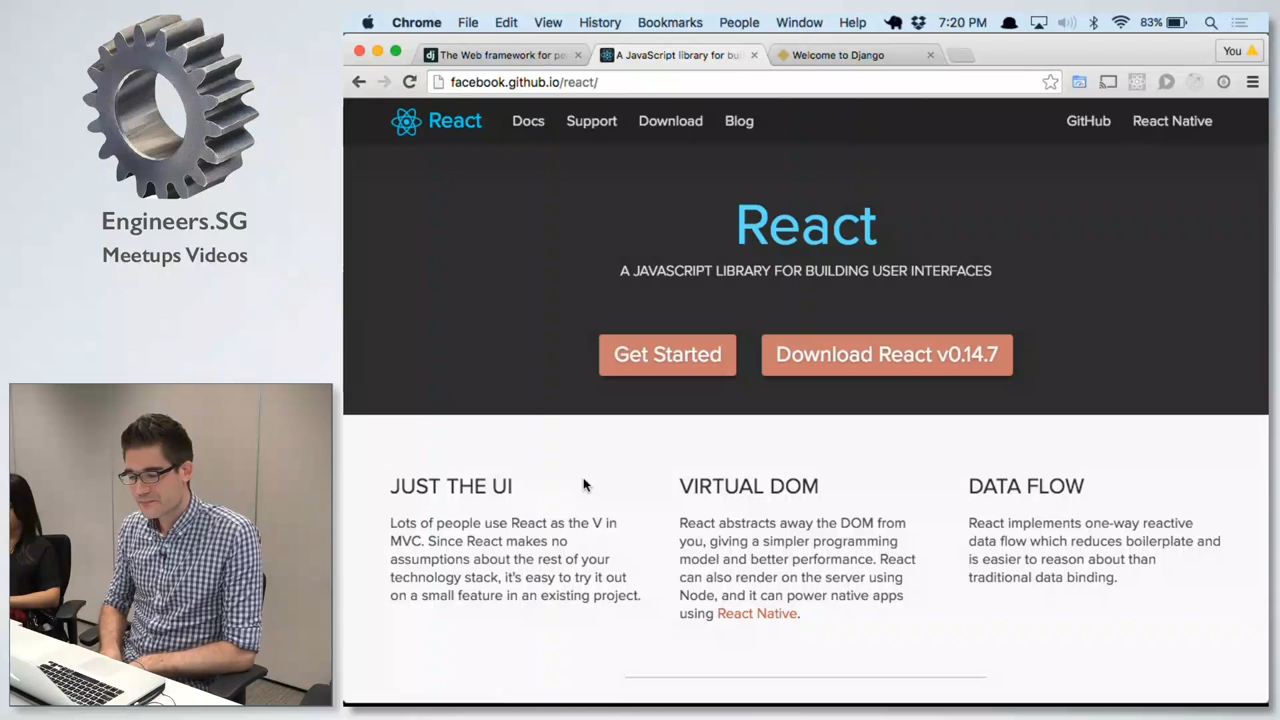 Engineers.SG
Meetups Videos
Chrome File Edit View History Bookmarks People Window Help 7:20 PM 83%
dj The Web framework for pe
A JavaScript library for bui
Welcome to Django
You
facebook.github.io/react/
React Docs Support Download Blog GitHub React Native
React
A JAVASCRIPT LIBRARY FOR BUILDING USER INTERFACES
Get Started
Download React v0.14.7
JUST THE UI
Lots of people use React as the V in
MVC. Since React makes no
assumptions about the rest of your
technology stack, it's easy to try it out
on a small feature in an existing project.
VIRTUAL DOM
React abstracts away the DOM from
you, giving a simpler programming
model and better performance. React
can also render on the server using
Node, and it can power native apps
using React Native.
DATA FLOW
React implements one-way reactive
data flow which reduces boilerplate and
is easier to reason about than
traditional data binding.